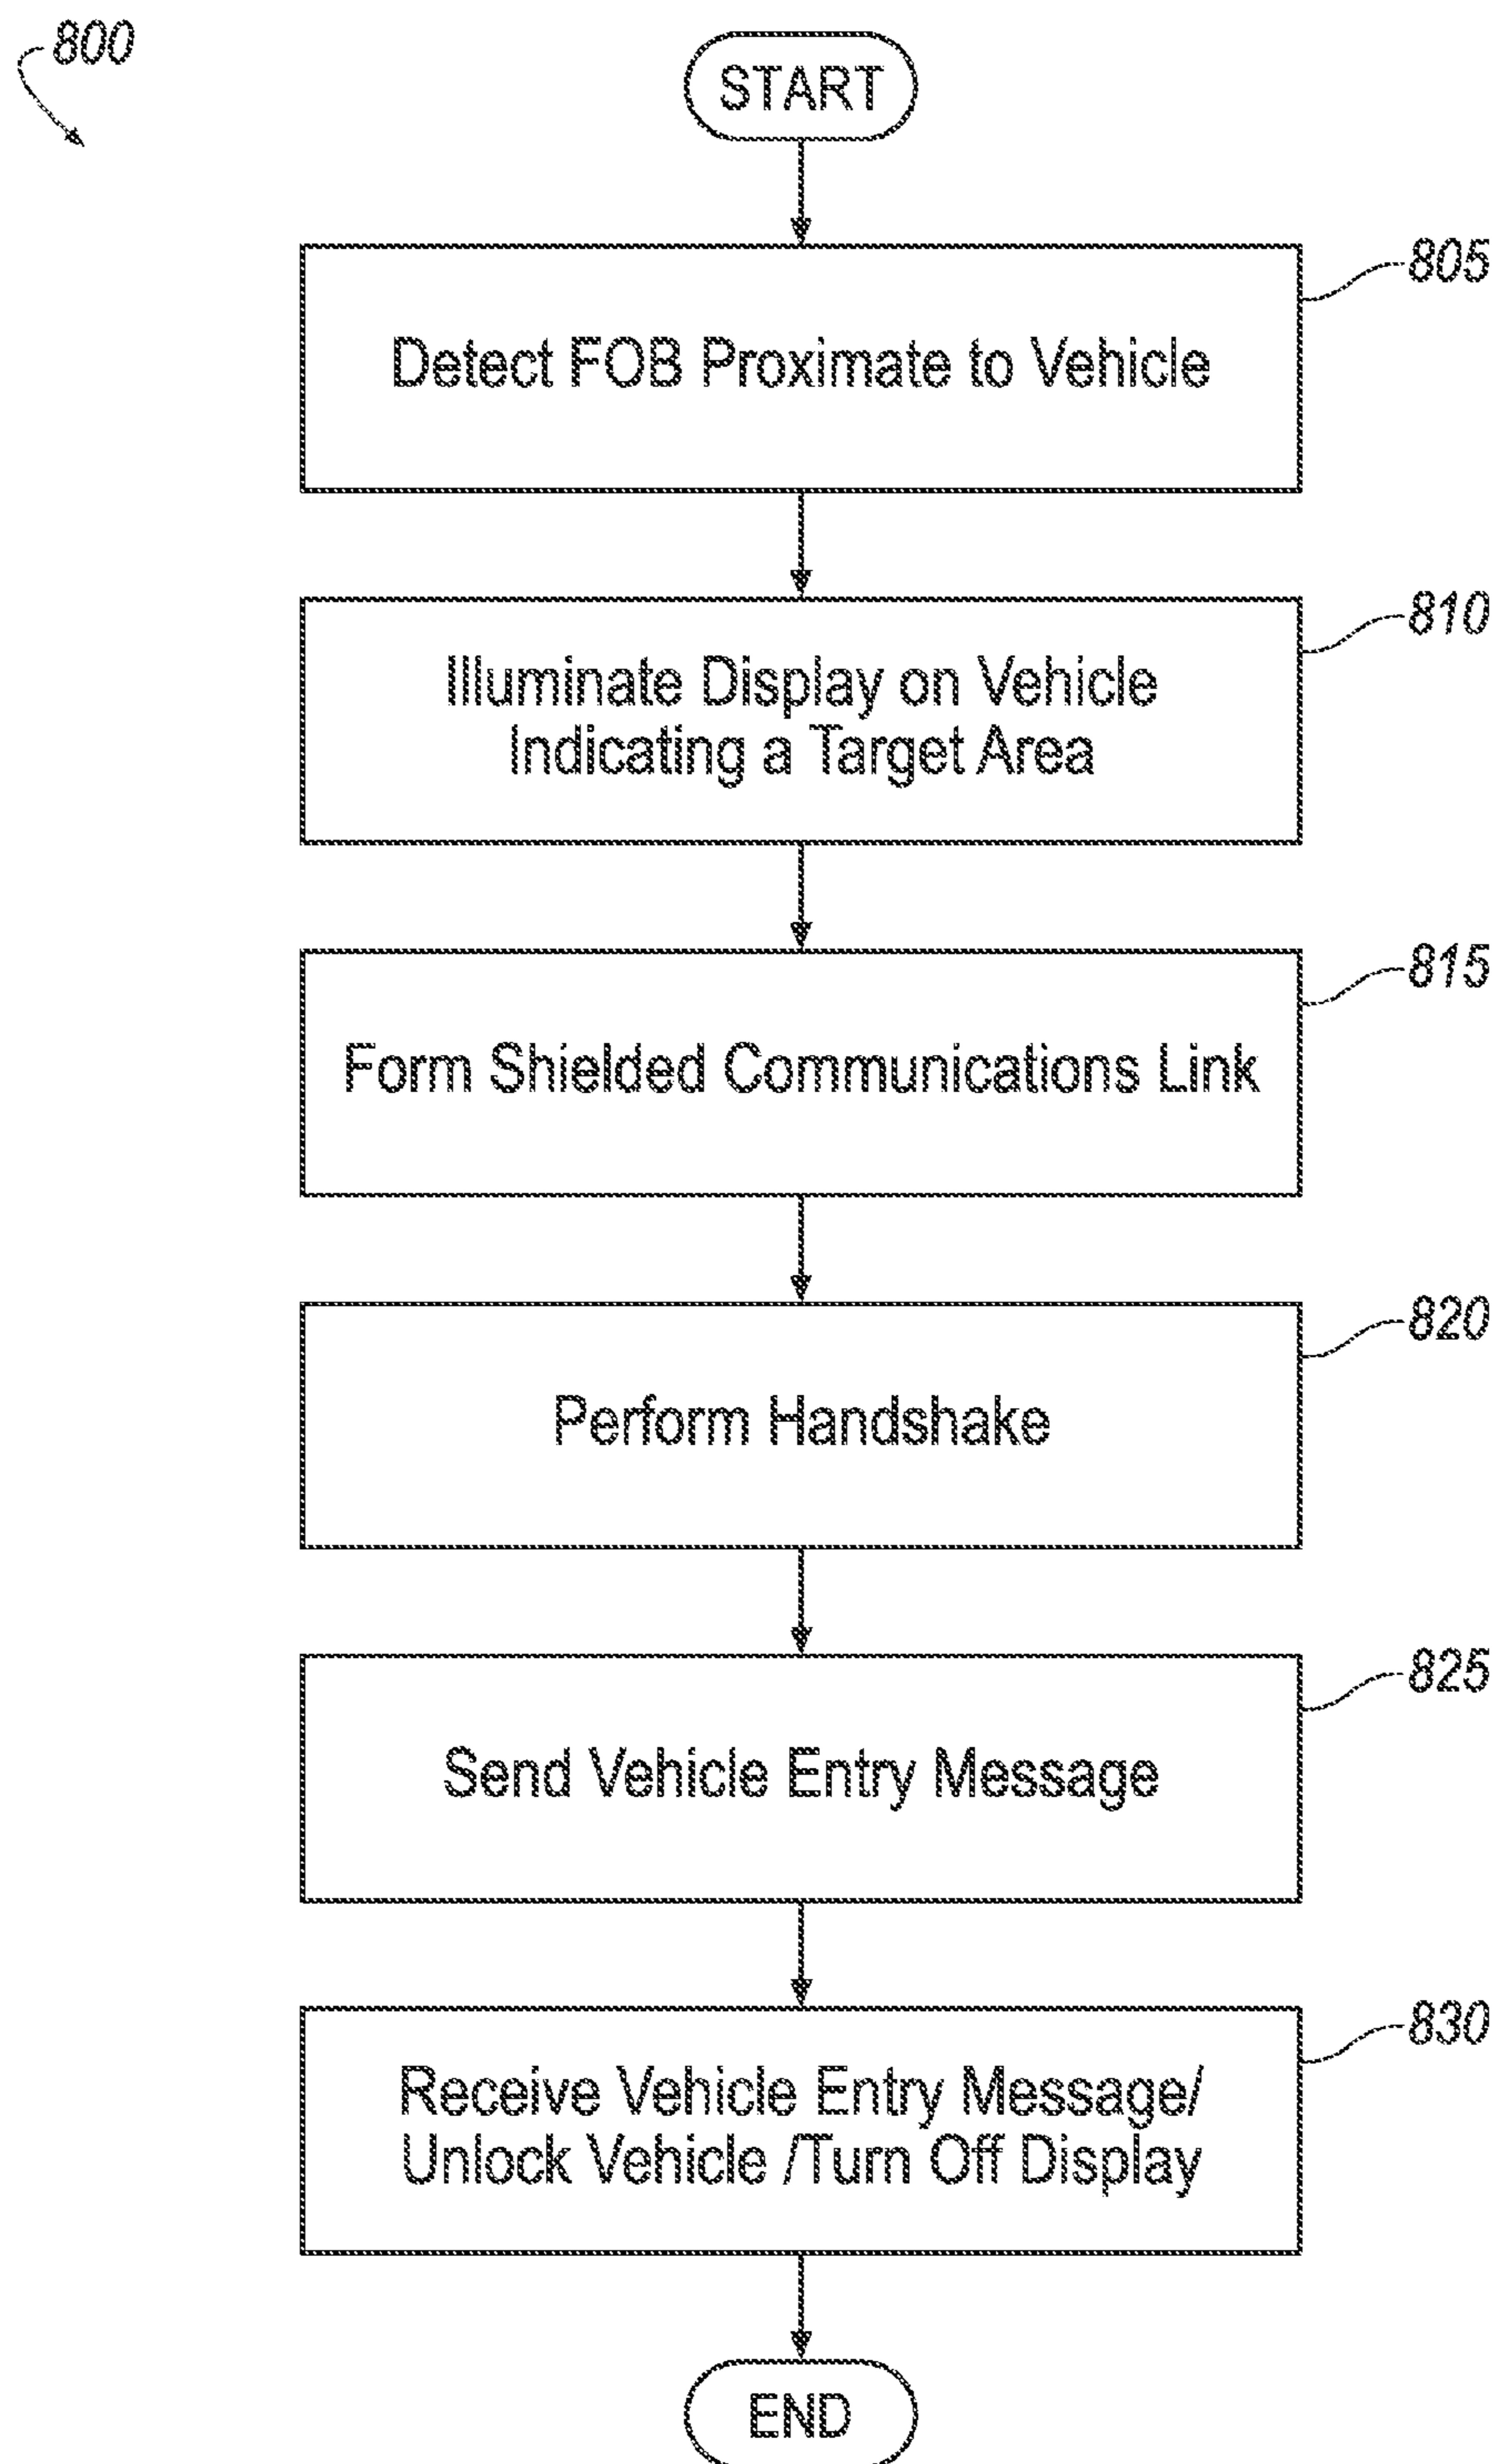 800
START
805
Detect FOB Proximate to Vehicle
810
Illuminate Display on Vehicle
Indicating a Target Area
815
Form Shielded Communications Link
820
Perform Handshake
825
Send Vehicle Entry Message
830
Receive Vehicle Entry Message/
Unlock Vehicle /Turn Off Display
END